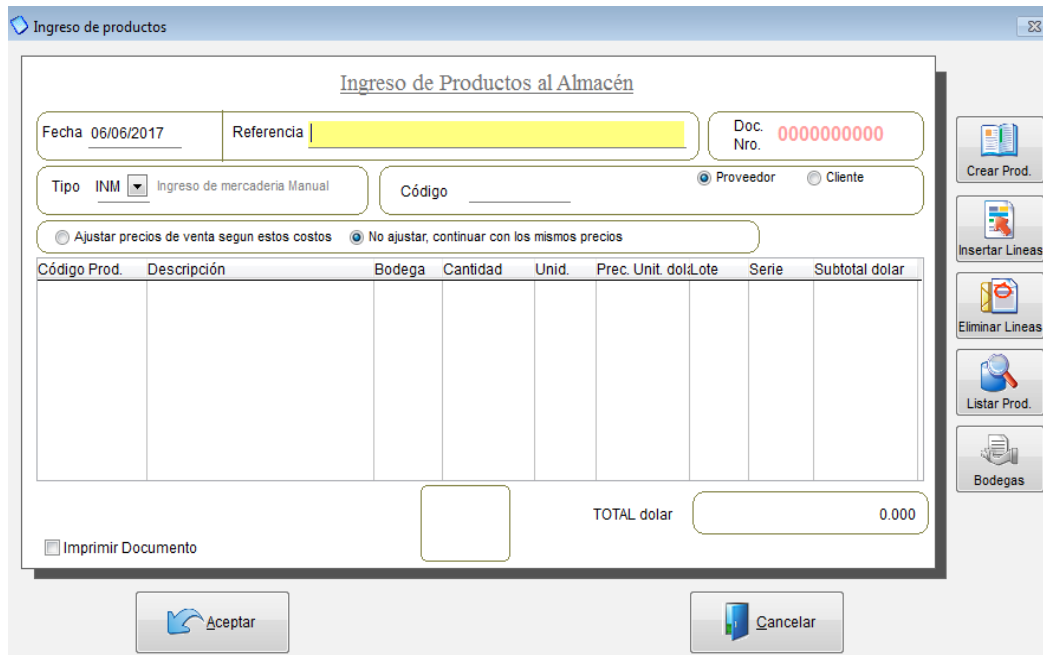 Ingreso de productos
Ingreso de Productos al Almacén
Fecha 06/06/2017 Referencia Doc. Nro. 0000000000
Tipo INM Ingreso de mercaderia Manual Código Proveedor Cliente
Ajustar precios de venta segun estos costos No ajustar, continuar con los mismos precios
Código Prod. Descripción Bodega Cantidad Unid. Prec. Unit. dola Lote Serie Subtotal dolar
TOTAL dolar 0.000
Imprimir Documento
Aceptar Cancelar
Crear Prod.
Insertar Lineas
Eliminar Lineas
Listar Prod.
Bodegas